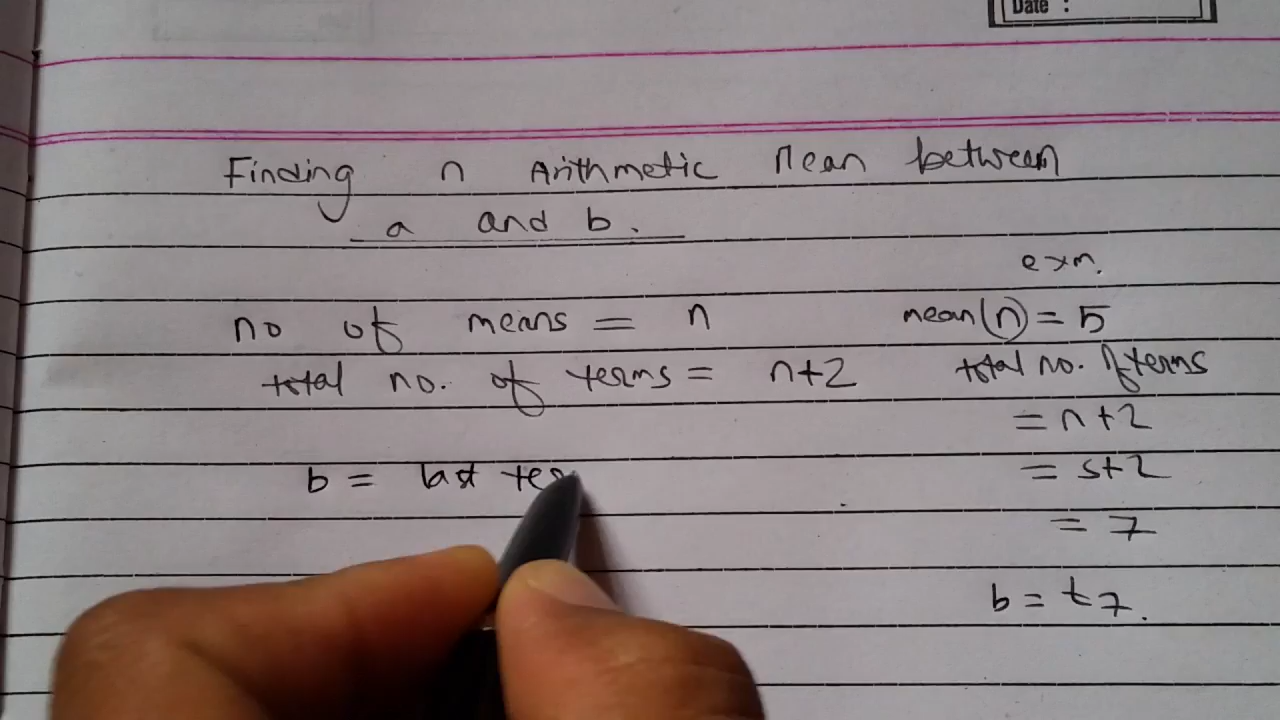 Date :
Finding n Arithmetic Mean between
a and b.
exm.
no of means = n
mean(n) = 5
total no. of terms = n+2
total no. of terms
= n+2
= 5+2
= 7
b = last ter
b = t7.